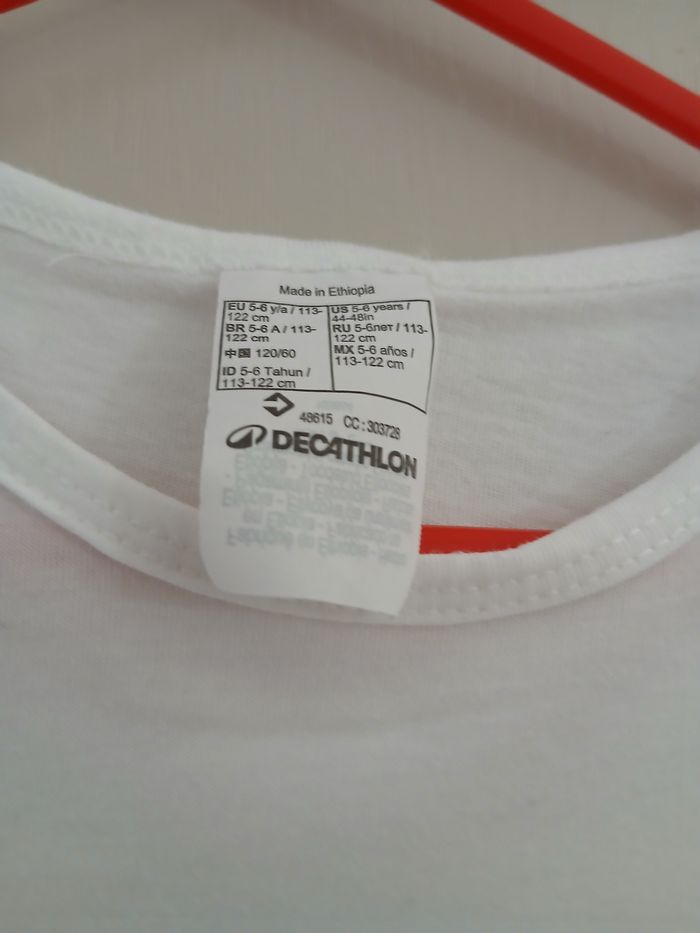 Made in Ethiopia
EU 5-6 y/a / 113-
122 cm
BR 5-6 A / 113-
122 cm
中国 120/60
ID 5-6 Tahun /
113-122 cm
US 5-6 years /
44-48in
RU 5-6лет / 113-
122 cm
MX 5-6 años /
113-122 cm
48615 CC : 303728
DECATHLON